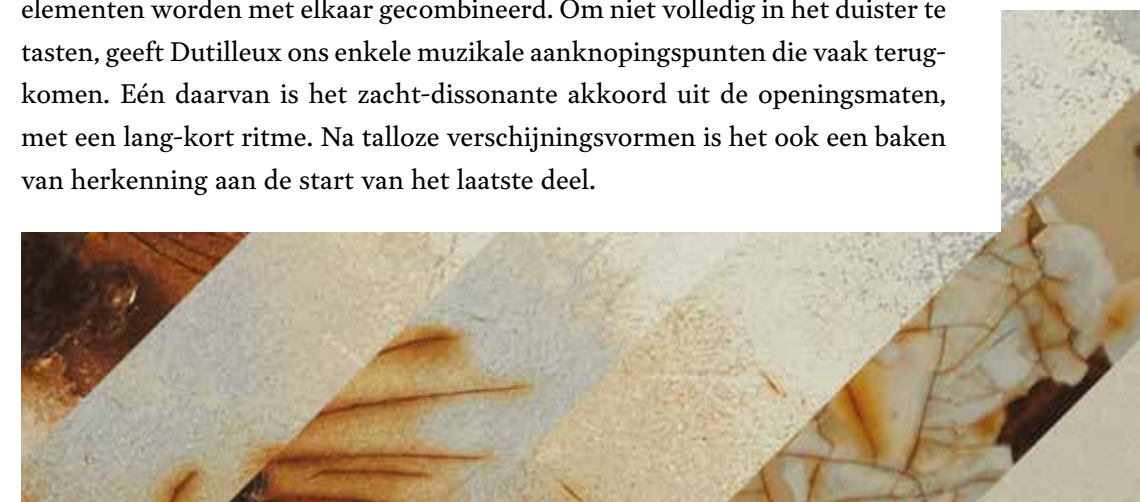 elementen worden met elkaar gecombineerd. Om niet volledig in het duister te
tasten, geeft Dutilleux ons enkele muzikale aanknopingspunten die vaak terug-
komen. Eén daarvan is het zacht-dissonante akkoord uit de openingsmaten,
met een lang-kort ritme. Na talloze verschijningsvormen is het ook een baken
van herkenning aan de start van het laatste deel.